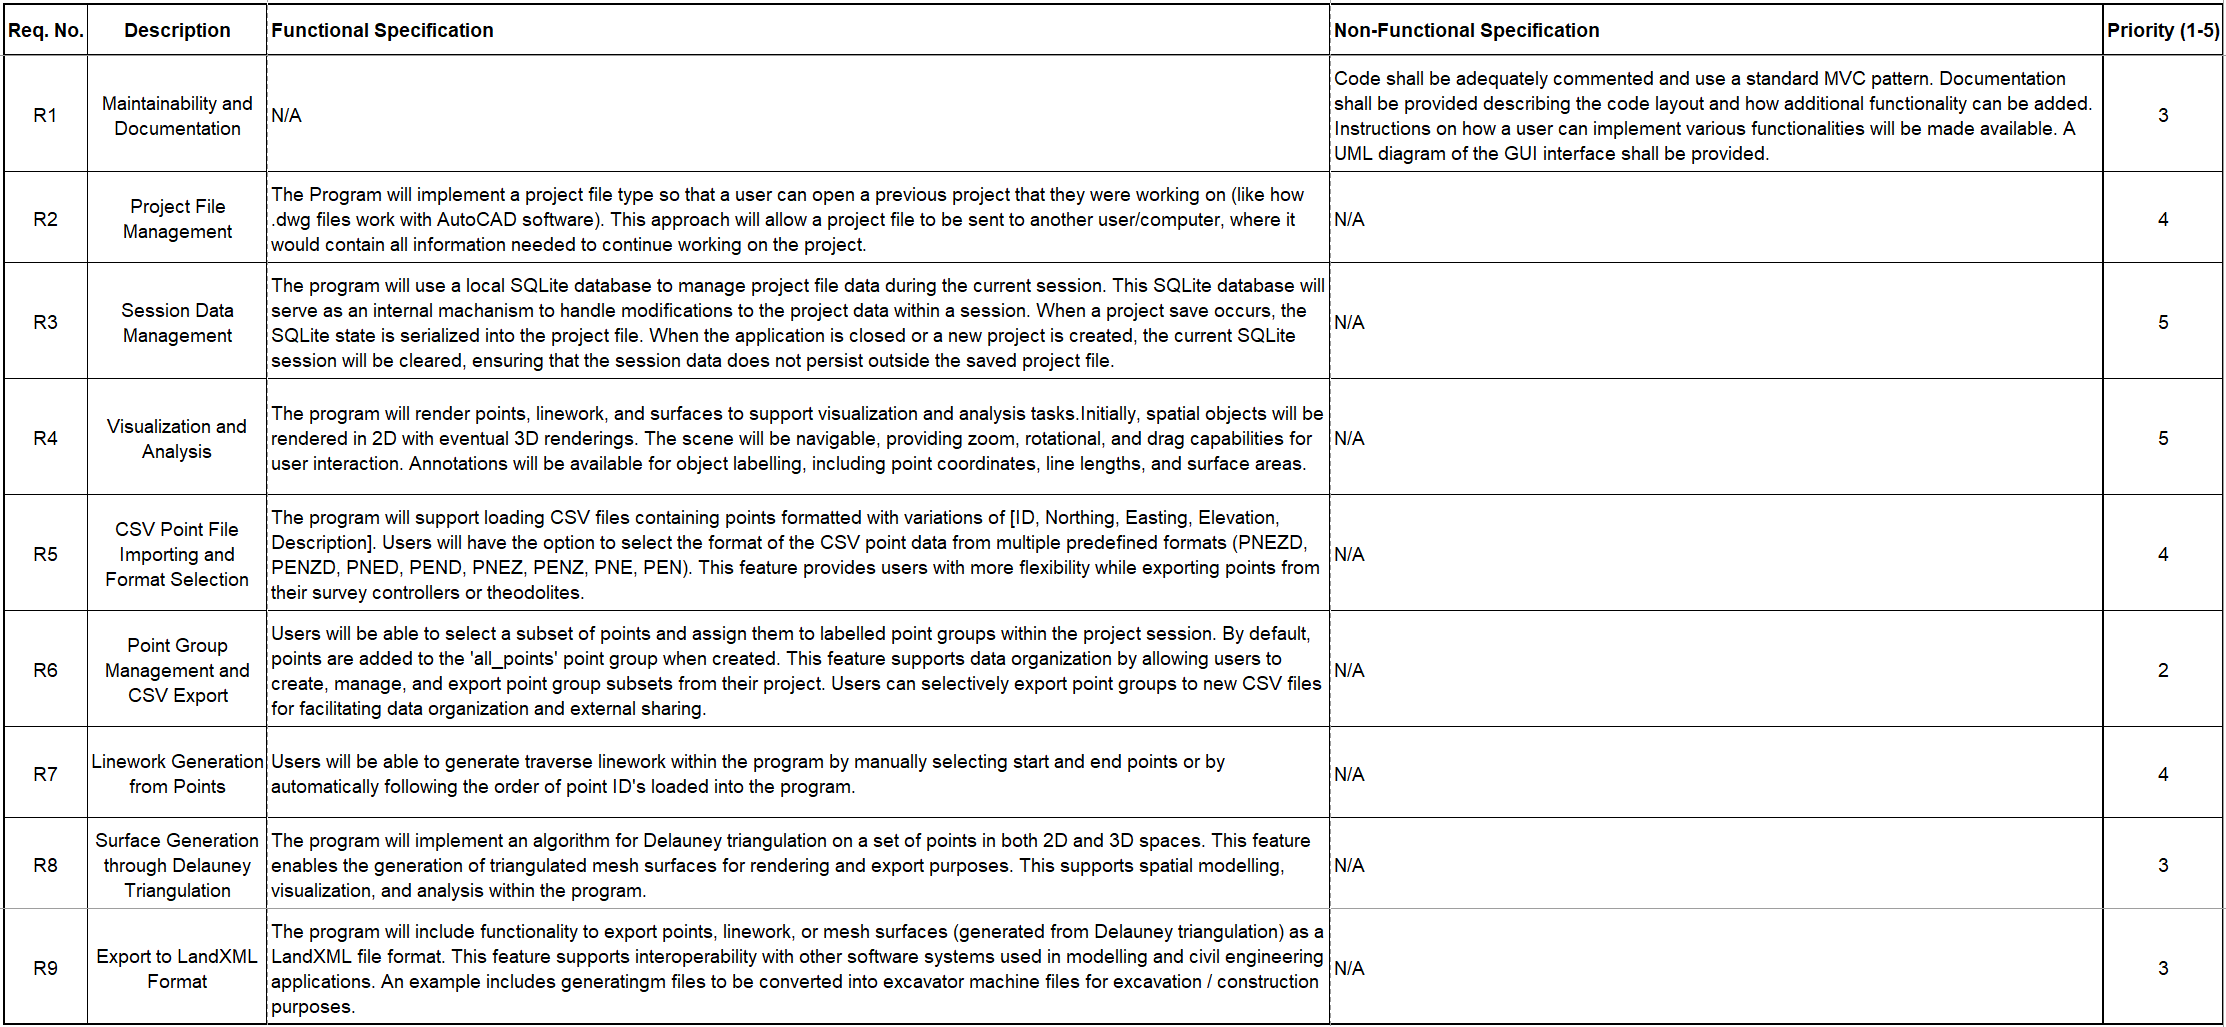 Req. No. Description Functional Specification Non-Functional Specification Priority (1-5)
R1
Maintainability and
Documentation
N/A
Code shall be adequately commented and use a standard MVC pattern. Documentation
shall be provided describing the code layout and how additional functionality can be added.
Instructions on how a user can implement various functionalities will be made available. A
UML diagram of the GUI interface shall be provided.
3
R2
Project File
Management
The Program will implement a project file type so that a user can open a previous project that they were working on (like how
.dwg files work with AutoCAD software). This approach will allow a project file to be sent to another user/computer, where it
would contain all information needed to continue working on the project.
N/A
4
R3
Session Data
Management
The program will use a local SQLite database to manage project file data during the current session. This SQLite database will
serve as an internal machanism to handle modifications to the project data within a session. When a project save occurs, the
SQLite state is serialized into the project file. When the application is closed or a new project is created, the current SQLite
session will be cleared, ensuring that the session data does not persist outside the saved project file.
N/A
5
R4
Visualization and
Analysis
The program will render points, linework, and surfaces to support visualization and analysis tasks.Initially, spatial objects will be
rendered in 2D with eventual 3D renderings. The scene will be navigable, providing zoom, rotational, and drag capabilities for
user interaction. Annotations will be available for object labelling, including point coordinates, line lengths, and surface areas.
N/A
5
R5
CSV Point File
Importing and
Format Selection
The program will support loading CSV files containing points formatted with variations of [ID, Northing, Easting, Elevation,
Description]. Users will have the option to select the format of the CSV point data from multiple predefined formats (PNEZD,
PENZD, PNED, PEND, PNEZ, PENZ, PNE, PEN). This feature provides users with more flexibility while exporting points from
their survey controllers or theodolites.
N/A
4
R6
Point Group
Management and
CSV Export
Users will be able to select a subset of points and assign them to labelled point groups within the project session. By default,
points are added to the 'all_points' point group when created. This feature supports data organization by allowing users to
create, manage, and export point group subsets from their project. Users can selectively export point groups to new CSV files
for facilitating data organization and external sharing.
N/A
2
R7
Linework Generation
from Points
Users will be able to generate traverse linework within the program by manually selecting start and end points or by
automatically following the order of point ID's loaded into the program.
N/A
4
R8
Surface Generation
through Delauney
Triangulation
The program will implement an algorithm for Delauney triangulation on a set of points in both 2D and 3D spaces. This feature
enables the generation of triangulated mesh surfaces for rendering and export purposes. This supports spatial modelling,
visualization, and analysis within the program.
N/A
3
R9
Export to LandXML
Format
The program will include functionality to export points, linework, or mesh surfaces (generated from Delauney triangulation) as a
LandXML file format. This feature supports interoperability with other software systems used in modelling and civil engineering
applications. An example includes generatingm files to be converted into excavator machine files for excavation / construction
purposes.
N/A
3